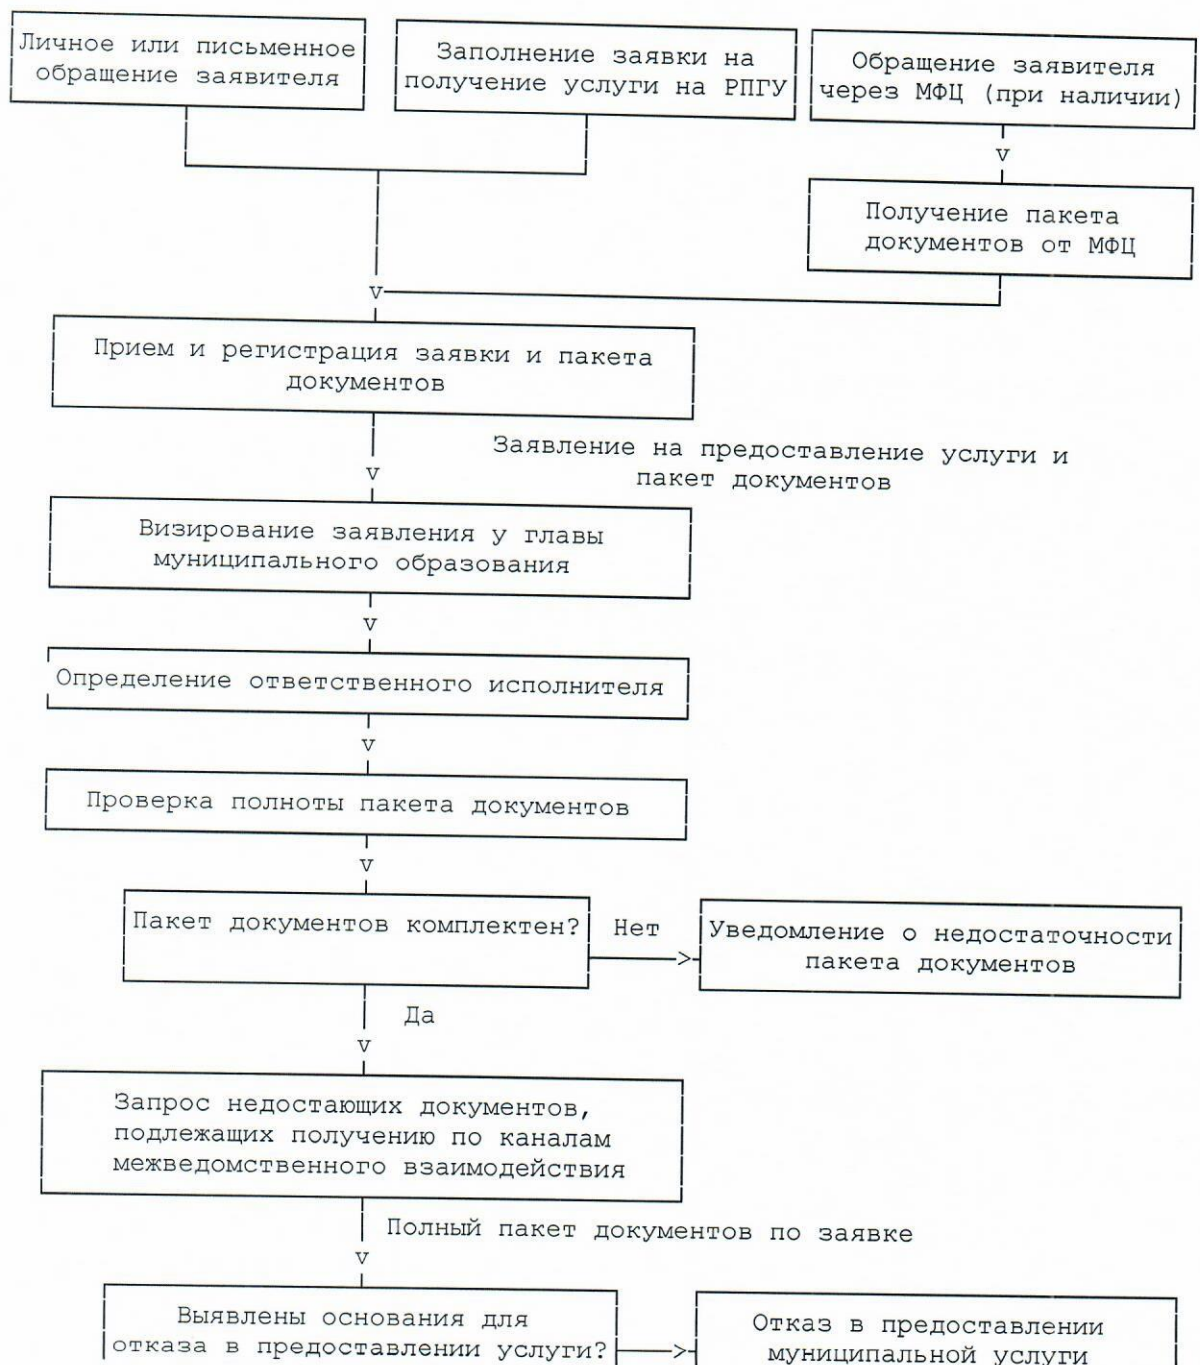 Личное или письменное
обращение заявителя
Заполнение заявки на
получение услуги на РПГУ
Обращение заявителя
через МФЦ (при наличии)
v
Получение пакета
документов от МФЦ
v
Прием и регистрация заявки и пакета
документов
Заявление на предоставление услуги и
пакет документов
v
Визирование заявления у главы
муниципального образования
v
Определение ответственного исполнителя
v
Проверка полноты пакета документов
v
Пакет документов комплектен?
Нет
>
Уведомление о недостаточности
пакета документов
Да
v
Запрос недостающих документов,
подлежащих получению по каналам
межведомственного взаимодействия
Полный пакет документов по заявке
v
Выявлены основания для
отказа в предоставлении услуги?
>
Отказ в предоставлении
муниципальной услуги